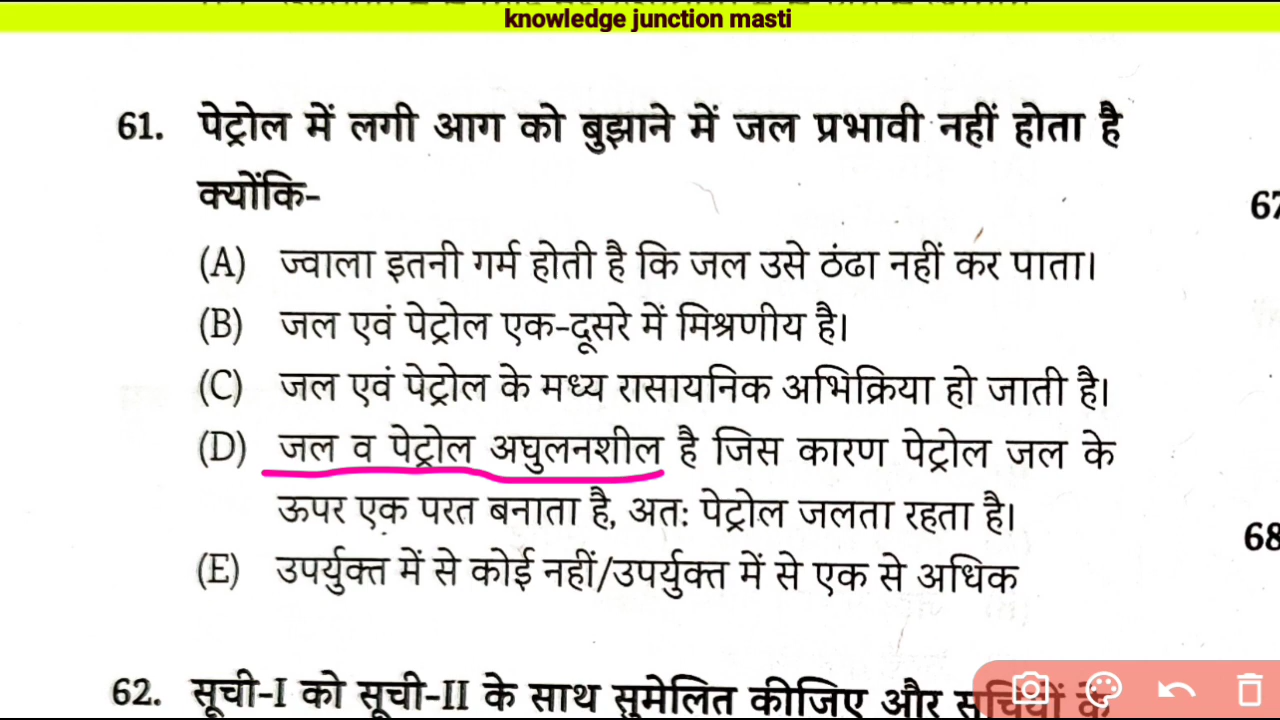 knowledge junction masti
61. पेट्रोल में लगी आग को बुझाने में जल प्रभावी नहीं होता है
क्योंकि-
(A) ज्वाला इतनी गर्म होती है कि जल उसे ठंढा नहीं कर पाता।
(B) जल एवं पेट्रोल एक-दूसरे में मिश्रणीय है।
(C) जल एवं पेट्रोल के मध्य रासायनिक अभिक्रिया हो जाती है।
(D) जल व पेट्रोल अघुलनशील है जिस कारण पेट्रोल जल के
ऊपर एक परत बनाता है, अतः पेट्रोल जलता रहता है।
(E) उपर्युक्त में से कोई नहीं/उपर्युक्त में से एक से अधिक
62. सूची-I को सूची-II के साथ सुमेलित कीजिए और सूचियों के
67
68